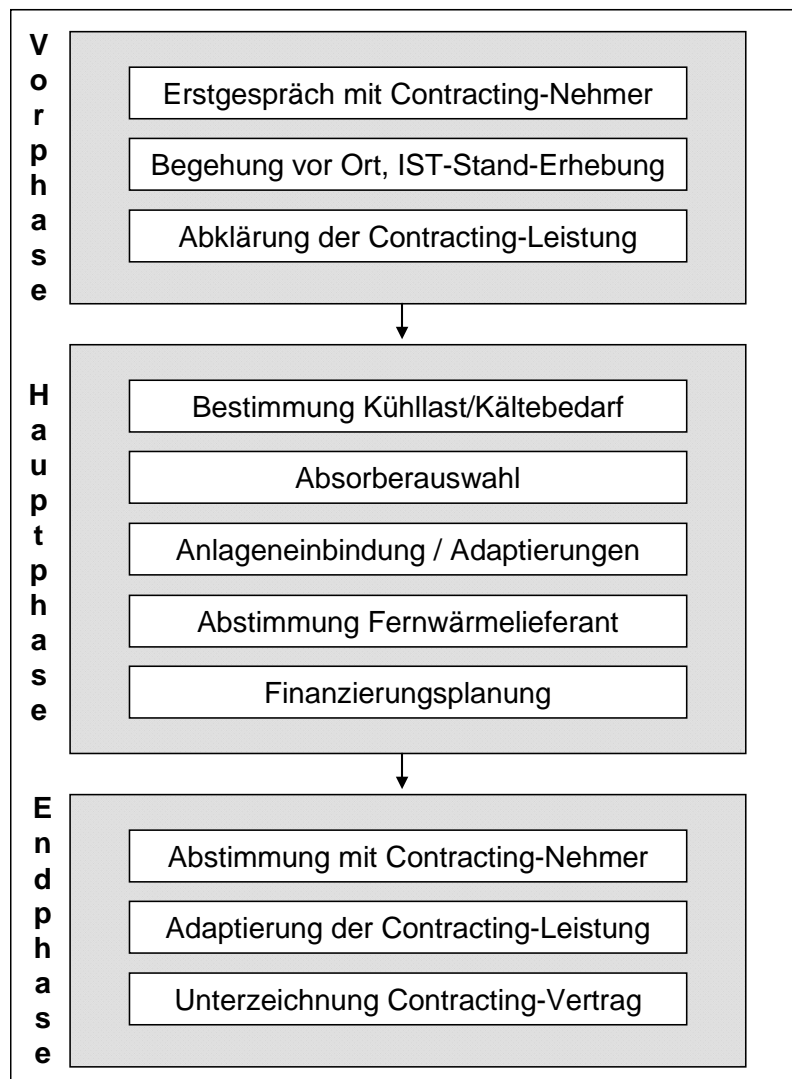 Vorphase
Erstgespräch mit Contracting-Nehmer
Begehung vor Ort, IST-Stand-Erhebung
Abklärung der Contracting-Leistung
Hauptphase
Bestimmung Kühllast/Kältebedarf
Absorberauswahl
Anlageneinbindung / Adaptierungen
Abstimmung Fernwärmelieferant
Finanzierungsplanung
Endphase
Abstimmung mit Contracting-Nehmer
Adaptierung der Contracting-Leistung
Unterzeichnung Contracting-Vertrag